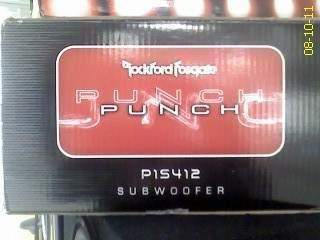 Rockford Fosgate
PUNCH
PUNCH
P1S412
SUBWOOFER
08-10-11